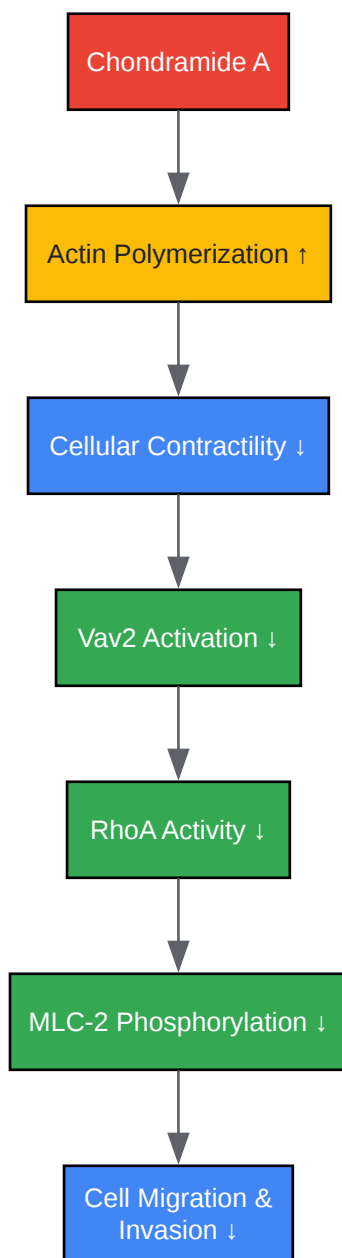 Chondramide A
Actin Polymerization ↑
Cellular Contractility ↓
Vav2 Activation ↓
RhoA Activity ↓
MLC-2 Phosphorylation ↓
Cell Migration &
Invasion ↓